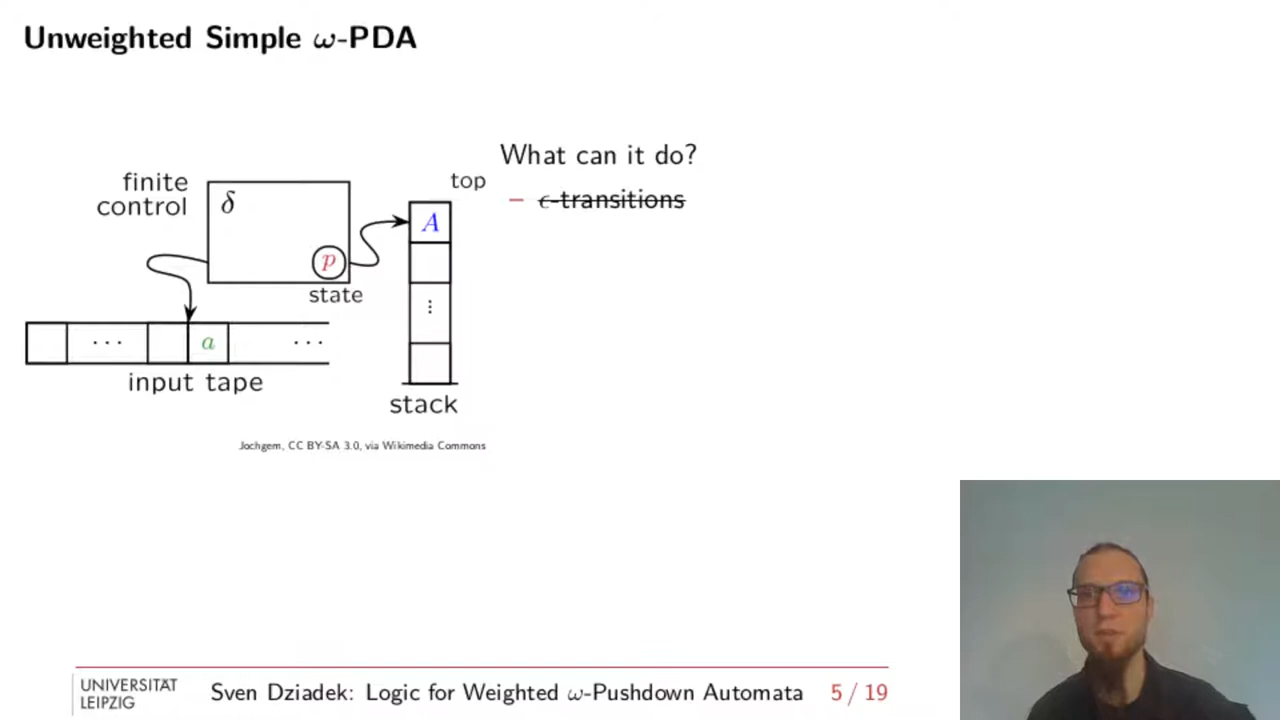 Unweighted Simple ω-PDA
What can it do?
– ϵ-transitions
finite
control
δ
top
A
p
state
⋮
··· a ···
input tape
stack
Jochgem, CC BY-SA 3.0, via Wikimedia Commons
UNIVERSITÄT
LEIPZIG
Sven Dziadek: Logic for Weighted ω-Pushdown Automata 5 / 19